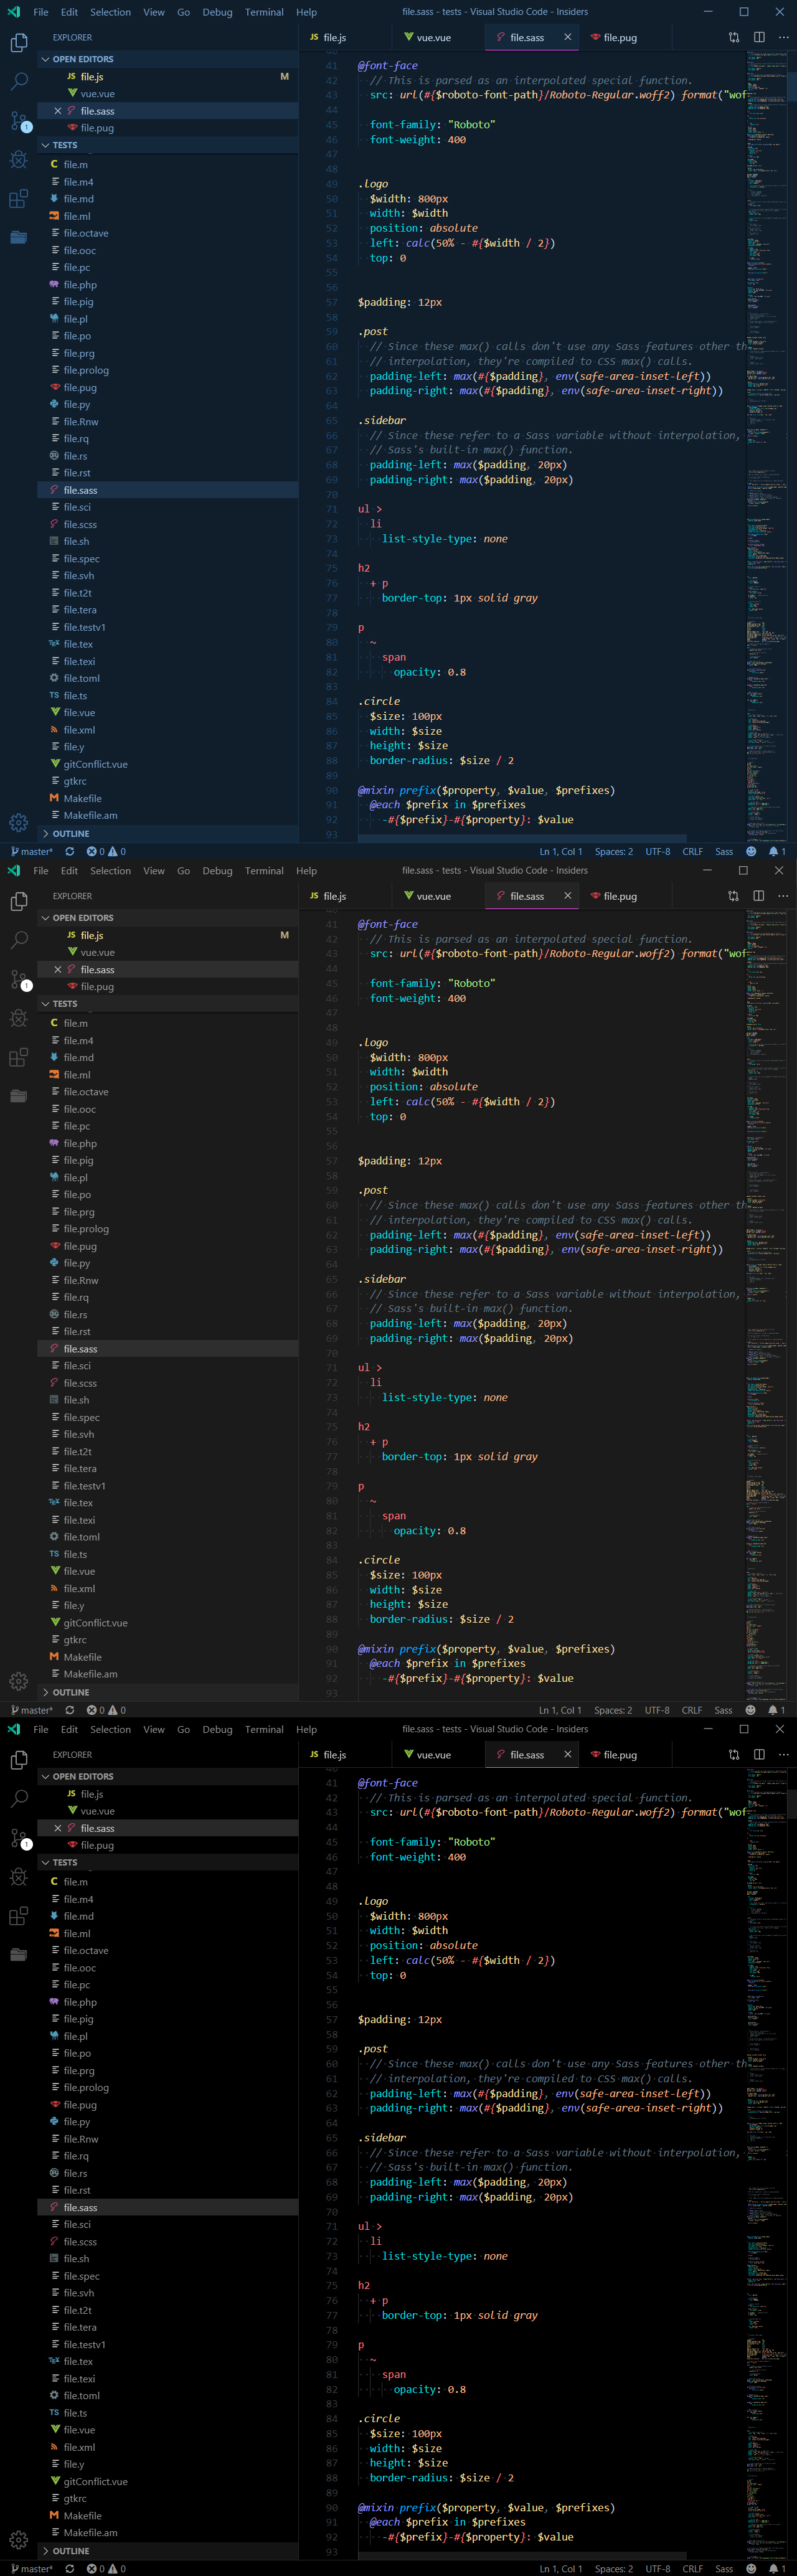 File Edit Selection View Go Debug Terminal Help file.sass - tests - Visual Studio Code - Insiders
EXPLORER
OPEN EDITORS
JS file.js M
vue.vue
file.sass
1
file.pug
TESTS
C file.m
file.m4
file.md
file.ml
file.octave
file.ooc
file.pc
file.php
file.pig
file.pl
file.po
file.prg
file.prolog
file.pug
file.py
file.Rnw
file.rq
file.rs
file.rst
file.sass
file.sci
file.scss
file.sh
file.spec
file.svh
file.t2t
file.tera
file.testv1
TEX file.tex
file.texi
file.toml
TS file.ts
file.vue
file.xml
file.y
gitConflict.vue
gtkrc
M Makefile
Makefile.am
OUTLINE
JS file.js vue.vue file.sass file.pug
41 @font-face
42 // This is parsed as an interpolated special function.
43 src: url(#{$roboto-font-path}/Roboto-Regular.woff2) format("wof
44
45 font-family: "Roboto"
46 font-weight: 400
47
48
49 .logo
50 $width: 800px
51 width: $width
52 position: absolute
53 left: calc(50% - #{$width / 2})
54 top: 0
55
56
57 $padding: 12px
58
59 .post
60 // Since these max() calls don't use any Sass features other th
61 // interpolation, they're compiled to CSS max() calls.
62 padding-left: max(#{$padding}, env(safe-area-inset-left))
63 padding-right: max(#{$padding}, env(safe-area-inset-right))
64
65 .sidebar
66 // Since these refer to a Sass variable without interpolation,
67 // Sass's built-in max() function.
68 padding-left: max($padding, 20px)
69 padding-right: max($padding, 20px)
70
71 ul >
72 li
73 list-style-type: none
74
75 h2
76 + p
77 border-top: 1px solid gray
78
79 p
80 ~
81 span
82 opacity: 0.8
83
84 .circle
85 $size: 100px
86 width: $size
87 height: $size
88 border-radius: $size / 2
89
90 @mixin prefix($property, $value, $prefixes)
91 @each $prefix in $prefixes
92 -#{$prefix}-#{$property}: $value
93
master* 0 0 Ln 1, Col 1 Spaces: 2 UTF-8 CRLF Sass 1
File Edit Selection View Go Debug Terminal Help file.sass - tests - Visual Studio Code - Insiders
EXPLORER
OPEN EDITORS
JS file.js M
vue.vue
file.sass
1
file.pug
TESTS
C file.m
file.m4
file.md
file.ml
file.octave
file.ooc
file.pc
file.php
file.pig
file.pl
file.po
file.prg
file.prolog
file.pug
file.py
file.Rnw
file.rq
file.rs
file.rst
file.sass
file.sci
file.scss
file.sh
file.spec
file.svh
file.t2t
file.tera
file.testv1
TEX file.tex
file.texi
file.toml
TS file.ts
file.vue
file.xml
file.y
gitConflict.vue
gtkrc
M Makefile
Makefile.am
OUTLINE
JS file.js vue.vue file.sass file.pug
41 @font-face
42 // This is parsed as an interpolated special function.
43 src: url(#{$roboto-font-path}/Roboto-Regular.woff2) format("wof
44
45 font-family: "Roboto"
46 font-weight: 400
47
48
49 .logo
50 $width: 800px
51 width: $width
52 position: absolute
53 left: calc(50% - #{$width / 2})
54 top: 0
55
56
57 $padding: 12px
58
59 .post
60 // Since these max() calls don't use any Sass features other th
61 // interpolation, they're compiled to CSS max() calls.
62 padding-left: max(#{$padding}, env(safe-area-inset-left))
63 padding-right: max(#{$padding}, env(safe-area-inset-right))
64
65 .sidebar
66 // Since these refer to a Sass variable without interpolation,
67 // Sass's built-in max() function.
68 padding-left: max($padding, 20px)
69 padding-right: max($padding, 20px)
70
71 ul >
72 li
73 list-style-type: none
74
75 h2
76 + p
77 border-top: 1px solid gray
78
79 p
80 ~
81 span
82 opacity: 0.8
83
84 .circle
85 $size: 100px
86 width: $size
87 height: $size
88 border-radius: $size / 2
89
90 @mixin prefix($property, $value, $prefixes)
91 @each $prefix in $prefixes
92 -#{$prefix}-#{$property}: $value
93
master* 0 0 Ln 1, Col 1 Spaces: 2 UTF-8 CRLF Sass 1
File Edit Selection View Go Debug Terminal Help file.sass - tests - Visual Studio Code - Insiders
EXPLORER
OPEN EDITORS
JS file.js
vue.vue
file.sass
1
file.pug
TESTS
C file.m
file.m4
file.md
file.ml
file.octave
file.ooc
file.pc
file.php
file.pig
file.pl
file.po
file.prg
file.prolog
file.pug
file.py
file.Rnw
file.rq
file.rs
file.rst
file.sass
file.sci
file.scss
file.sh
file.spec
file.svh
file.t2t
file.tera
file.testv1
TEX file.tex
file.texi
file.toml
TS file.ts
file.vue
file.xml
file.y
gitConflict.vue
gtkrc
M Makefile
Makefile.am
OUTLINE
JS file.js vue.vue file.sass file.pug
41 @font-face
42 // This is parsed as an interpolated special function.
43 src: url(#{$roboto-font-path}/Roboto-Regular.woff2) format("wof
44
45 font-family: "Roboto"
46 font-weight: 400
47
48
49 .logo
50 $width: 800px
51 width: $width
52 position: absolute
53 left: calc(50% - #{$width / 2})
54 top: 0
55
56
57 $padding: 12px
58
59 .post
60 // Since these max() calls don't use any Sass features other th
61 // interpolation, they're compiled to CSS max() calls.
62 padding-left: max(#{$padding}, env(safe-area-inset-left))
63 padding-right: max(#{$padding}, env(safe-area-inset-right))
64
65 .sidebar
66 // Since these refer to a Sass variable without interpolation,
67 // Sass's built-in max() function.
68 padding-left: max($padding, 20px)
69 padding-right: max($padding, 20px)
70
71 ul >
72 li
73 list-style-type: none
74
75 h2
76 + p
77 border-top: 1px solid gray
78
79 p
80 ~
81 span
82 opacity: 0.8
83
84 .circle
85 $size: 100px
86 width: $size
87 height: $size
88 border-radius: $size / 2
89
90 @mixin prefix($property, $value, $prefixes)
91 @each $prefix in $prefixes
92 -#{$prefix}-#{$property}: $value
93
master* 0 0 Ln 1, Col 1 Spaces: 2 UTF-8 CRLF Sass 1